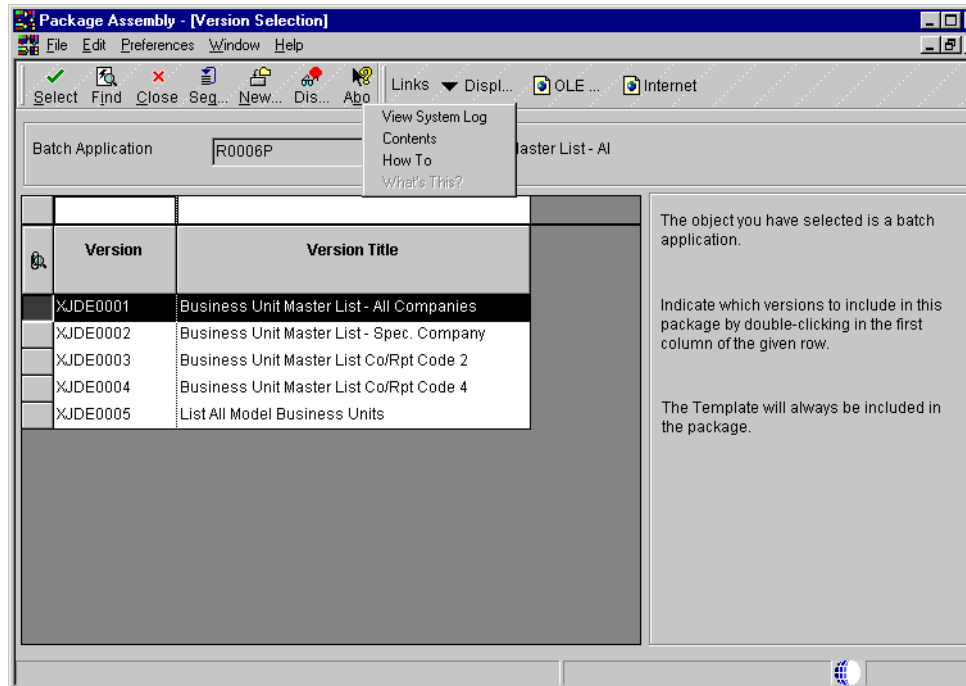 Package Assembly - [Version Selection]
File Edit Preferences Window Help
Select Find Close Seq... New... Dis... Abo Links Displ... OLE ... Internet
View System Log
Contents
How To
What's This?
Batch Application R0006P Master List - Al
Version Version Title
XJDE0001 Business Unit Master List - All Companies
XJDE0002 Business Unit Master List - Spec. Company
XJDE0003 Business Unit Master List Co/Rpt Code 2
XJDE0004 Business Unit Master List Co/Rpt Code 4
XJDE0005 List All Model Business Units
The object you have selected is a batch
application.
Indicate which versions to include in this
package by double-clicking in the first
column of the given row.
The Template will always be included in
the package.